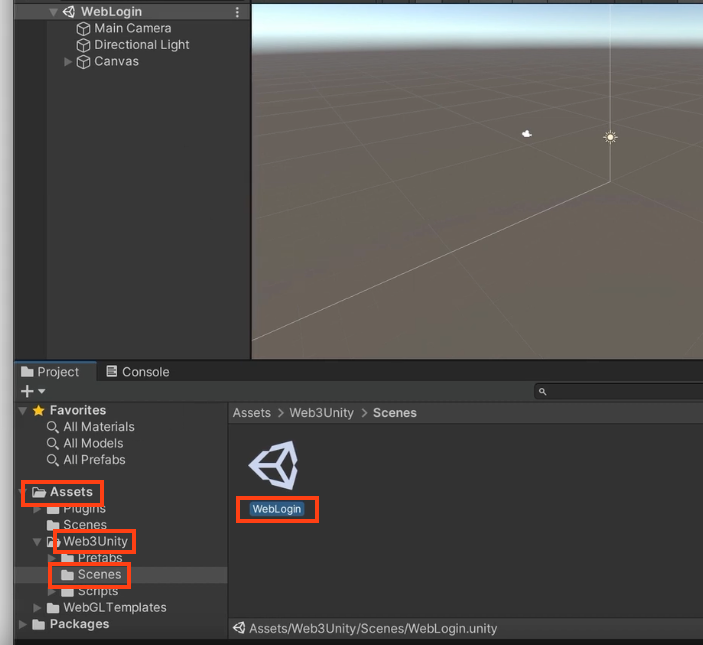 WebLogin
Main Camera
Directional Light
Canvas
Project
Console
Favorites
All Materials
All Models
All Prefabs
Assets
Plugins
Scenes
Web3Unity
Prefabs
Scenes
Scripts
WebGLTemplates
Packages
Assets > Web3Unity > Scenes
WebLogin
Assets/Web3Unity/Scenes/WebLogin.unity